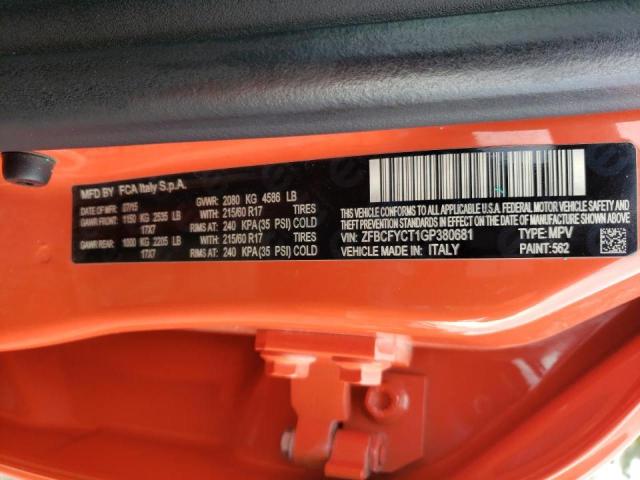 MFD BY FCA Italy S.p.A.
DATE OF MFR: 07/15 GVWR: 2080 KG 4586 LB
GAWR FRONT: 1150 KG 2535 LB WITH 215/60 R17 TIRES
17X7 RIMS AT 240 KPA(35 PSI) COLD
GAWR REAR: 1000 KG 2205 LB WITH 215/60 R17 TIRES
17X7 RIMS AT 240 KPA(35 PSI) COLD
THIS VEHICLE CONFORMS TO ALL APPLICABLE U.S.A. FEDERAL MOTOR VEHICLE SAFETY AND
THEFT PREVENTION STANDARDS IN EFFECT ON THE DATE OF MANUFACTURE SHOWN ABOVE
VIN: ZFBCFYCT1GP380681 TYPE: MPV
VEHICLE MADE IN: ITALY PAINT: 562